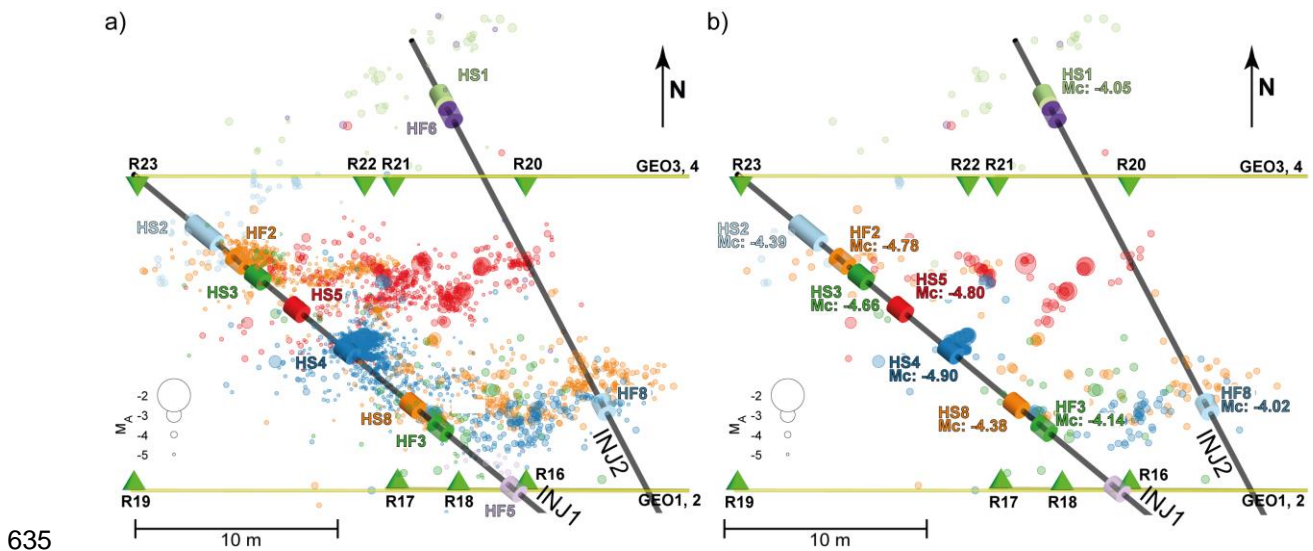 a)
HS1
N
HF6
R23
R22
R21
R20
GEO3, 4
HS2
HF2
HS3
HS5
HS4
HS8
HF3
HF8
INJ2
-2
-3
-4
-5
M_A
R19
R17
R18
R16
HF5
INJ1
GEO1, 2
10 m
b)
HS1
Mc: -4.05
N
R23
R22
R21
R20
GEO3, 4
HS2
Mc: -4.39
HF2
Mc: -4.78
HS3
Mc: -4.66
HS5
Mc: -4.80
HS4
Mc: -4.90
HS8
Mc: -4.38
HF3
Mc: -4.14
HF8
Mc: -4.02
INJ2
-2
-3
-4
-5
M_A
R19
R17
R18
R16
INJ1
GEO1, 2
10 m
635